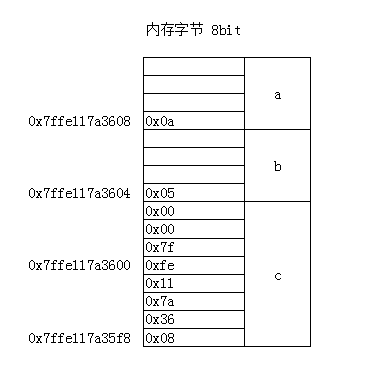 内存字节 8bit
a
0x7ffe117a3608 0x0a
b
0x7ffe117a3604 0x05
0x00
0x00
0x7f
0x7ffe117a3600 0xfe
c
0x11
0x7a
0x36
0x7ffe117a35f8 0x08